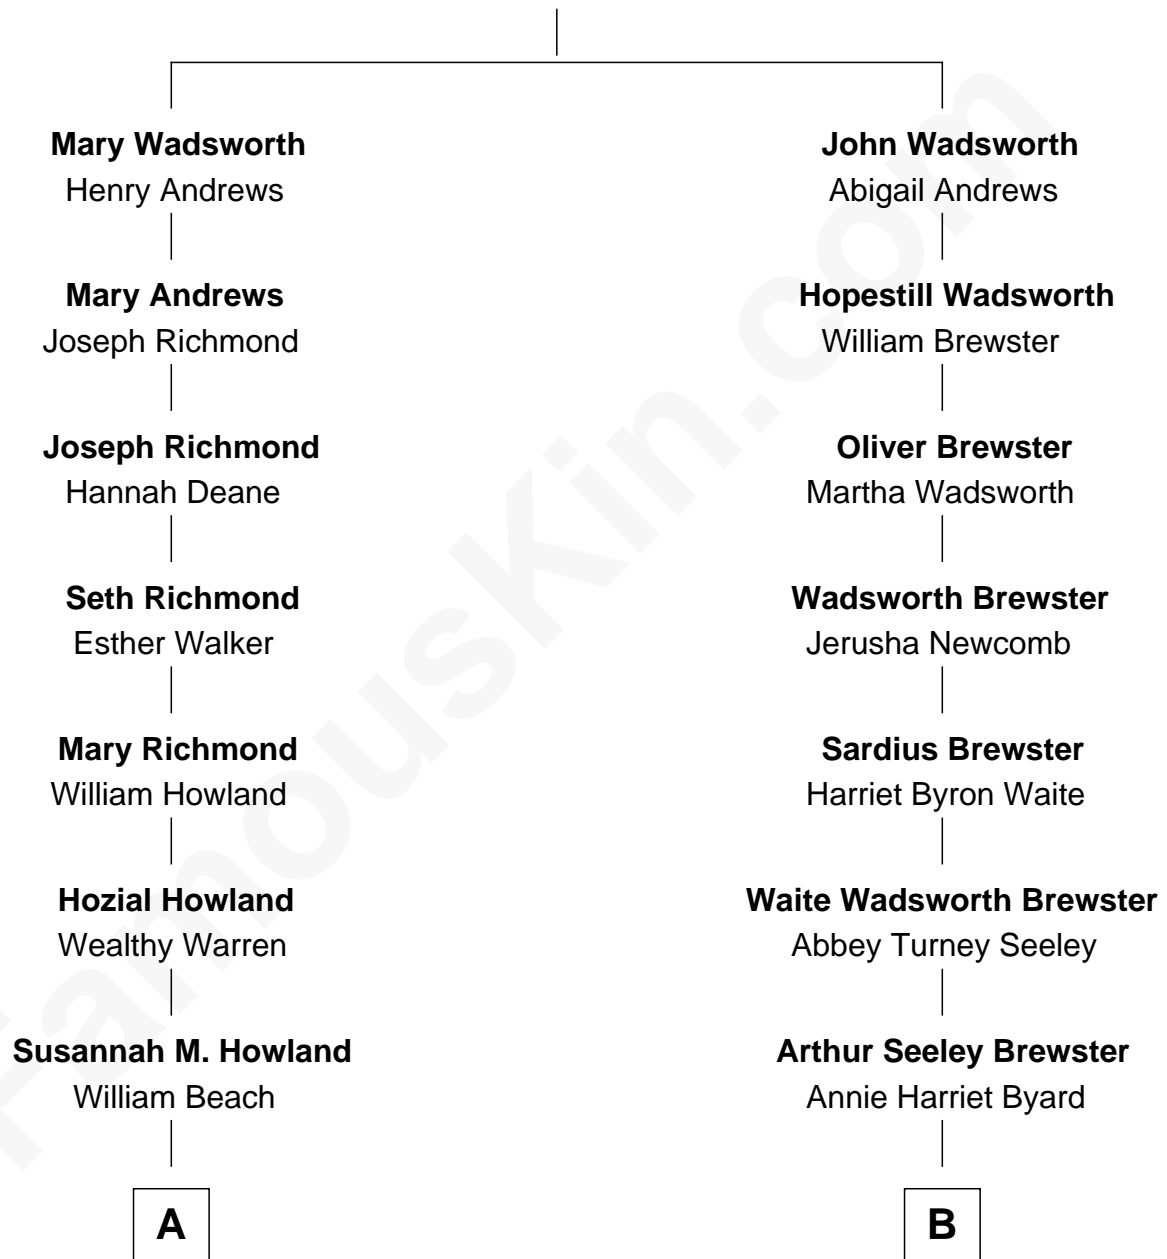 Mary Wadsworth
Henry Andrews
Mary Andrews
Joseph Richmond
Joseph Richmond
Hannah Deane
Seth Richmond
Esther Walker
Mary Richmond
William Howland
Hozial Howland
Wealthy Warren
Susannah M. Howland
William Beach
A
John Wadsworth
Abigail Andrews
Hopestill Wadsworth
William Brewster
Oliver Brewster
Martha Wadsworth
Wadsworth Brewster
Jerusha Newcomb
Sardius Brewster
Harriet Byron Waite
Waite Wadsworth Brewster
Abbey Turney Seeley
Arthur Seeley Brewster
Annie Harriet Byard
B
FamousKin.com